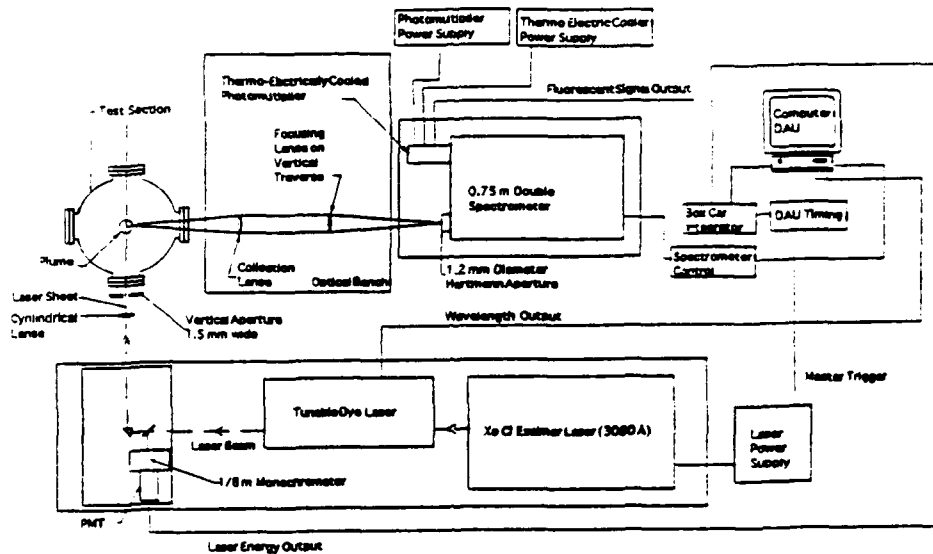 Photomultiplier
Power Supply
Thermo Electric Cooler
Power Supply
Thermo-Electrically Cooled
Photomultiplier
Fluorescent Signal Output
Test Section
Computer
DAU
Focusing
Lense on
Vertical
Traverse
0.75 m Double
Spectrometer
Box Car
Integrator
DAU Timing
Plume
Collection
Lense
Optical Bench
1.2 mm Diameter
Hartmann Aperture
Spectrometer
Control
Laser Sheet
Cylindrical
Lense
Vertical Aperture
1.5 mm wide
Wavelength Output
Master Trigger
Tunable Dye Laser
Xe Cl Exsimer Laser (3080 A)
Laser
Power
Supply
Laser Beam
1/8 m Monochrometer
PMT
Laser Energy Output